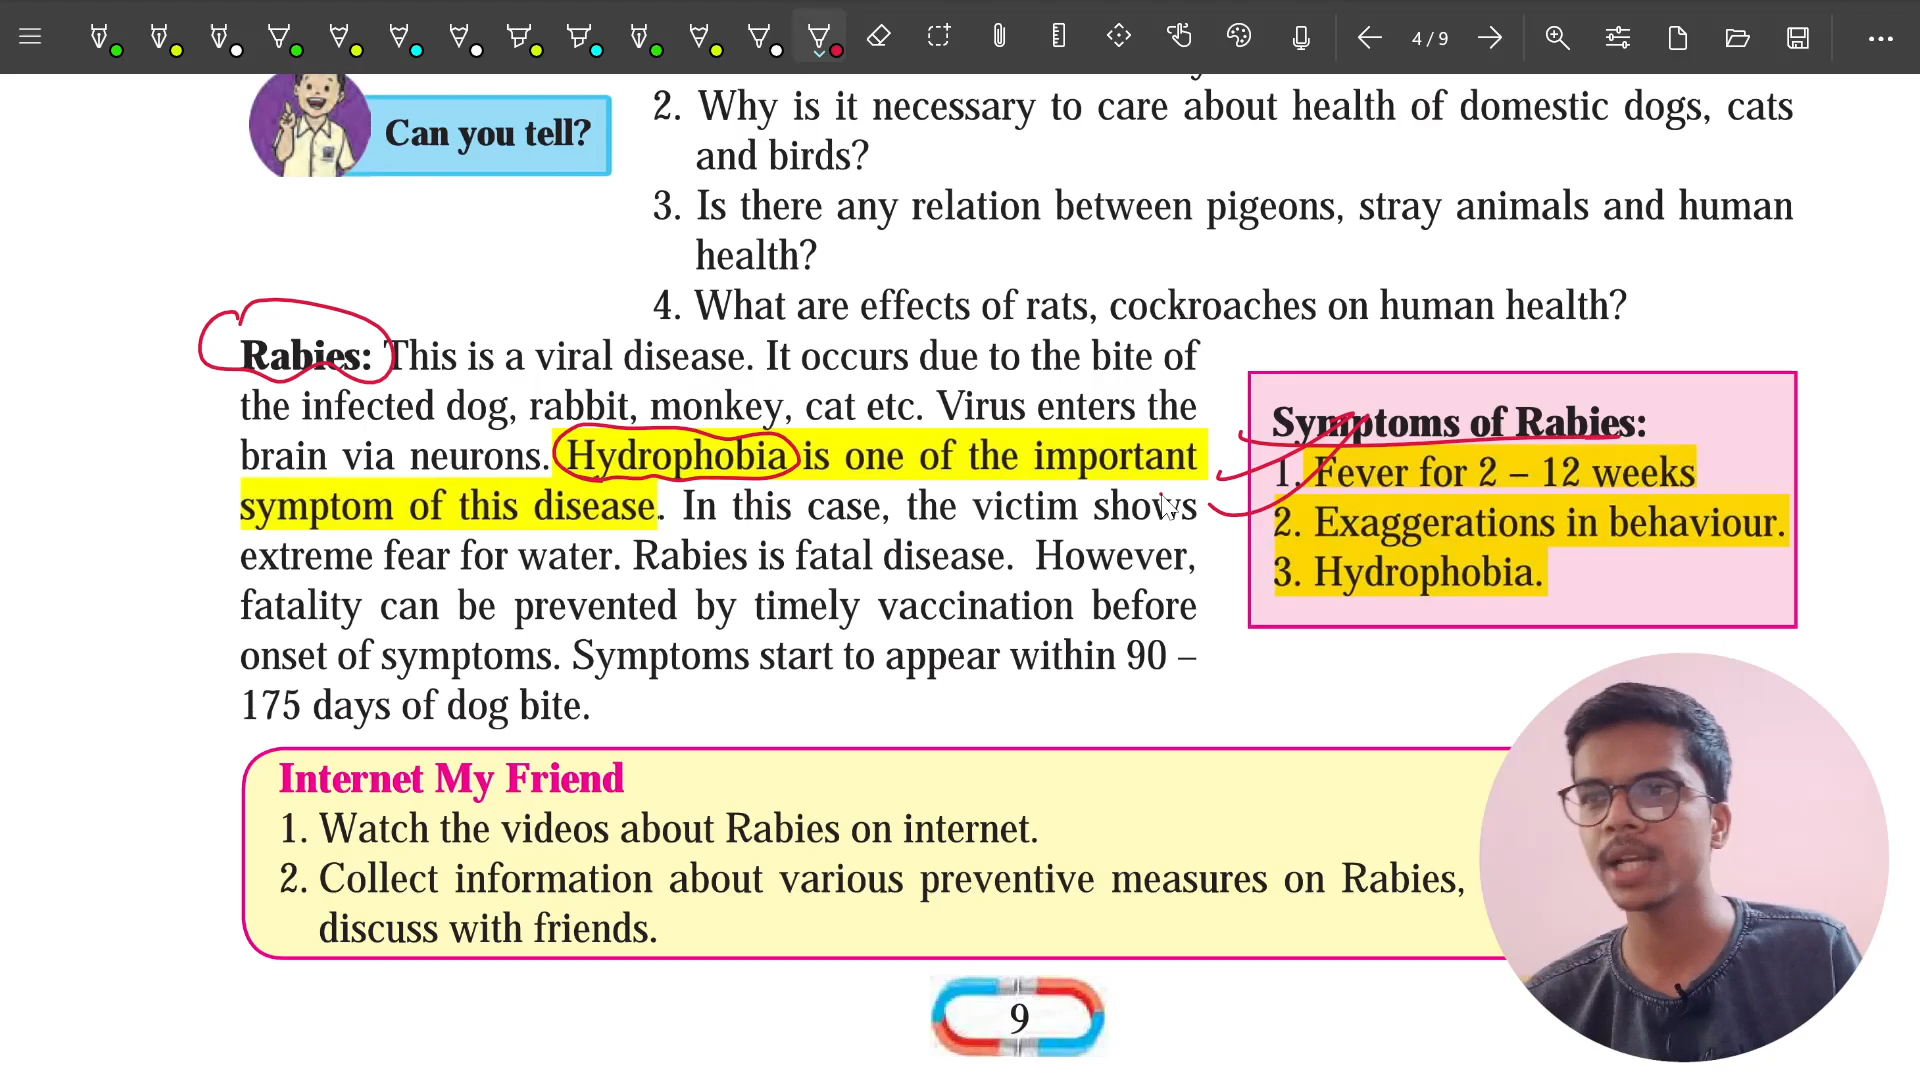 4 / 9
2. Why is it necessary to care about health of domestic dogs, cats
and birds?
Can you tell?
3. Is there any relation between pigeons, stray animals and human
health?
4. What are effects of rats, cockroaches on human health?
Rabies: This is a viral disease. It occurs due to the bite of
the infected dog, rabbit, monkey, cat etc. Virus enters the
brain via neurons. Hydrophobia is one of the important
symptom of this disease. In this case, the victim shows
extreme fear for water. Rabies is fatal disease. However,
fatality can be prevented by timely vaccination before
onset of symptoms. Symptoms start to appear within 90 –
175 days of dog bite.
Symptoms of Rabies:
1. Fever for 2 – 12 weeks
2. Exaggerations in behaviour.
3. Hydrophobia.
Internet My Friend
1. Watch the videos about Rabies on internet.
2. Collect information about various preventive measures on Rabies,
discuss with friends.
9